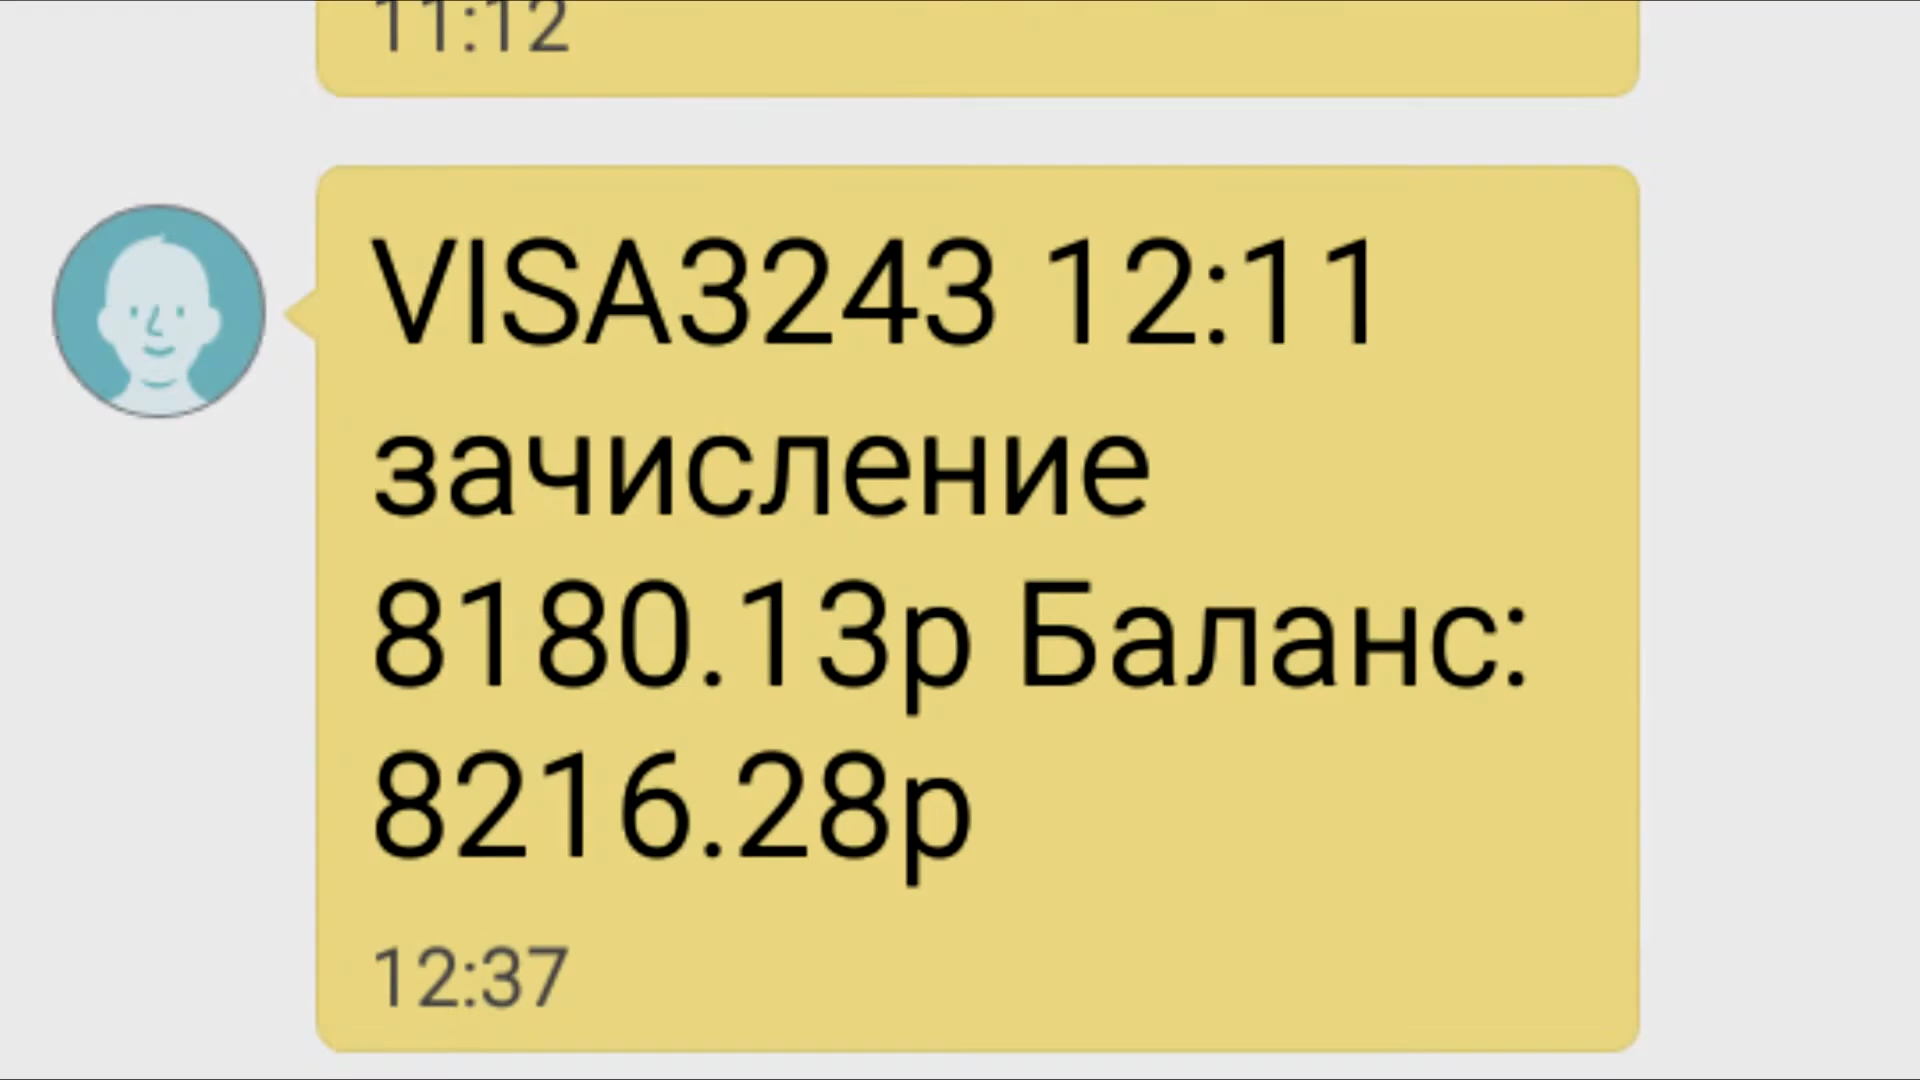 11:12
VISA3243 12:11
зачисление
8180.13р Баланс:
8216.28р
12:37